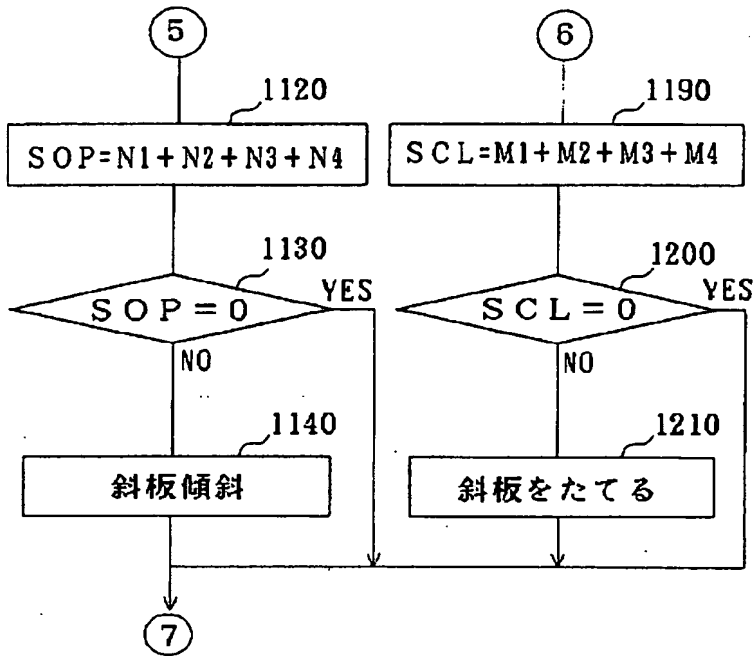 5
1120
SOP=N1+N2+N3+N4
1130
SOP=0
YES
NO
1140
斜板傾斜
6
1190
SCL=M1+M2+M3+M4
1200
SCL=0
YES
NO
1210
斜板をたてる
7